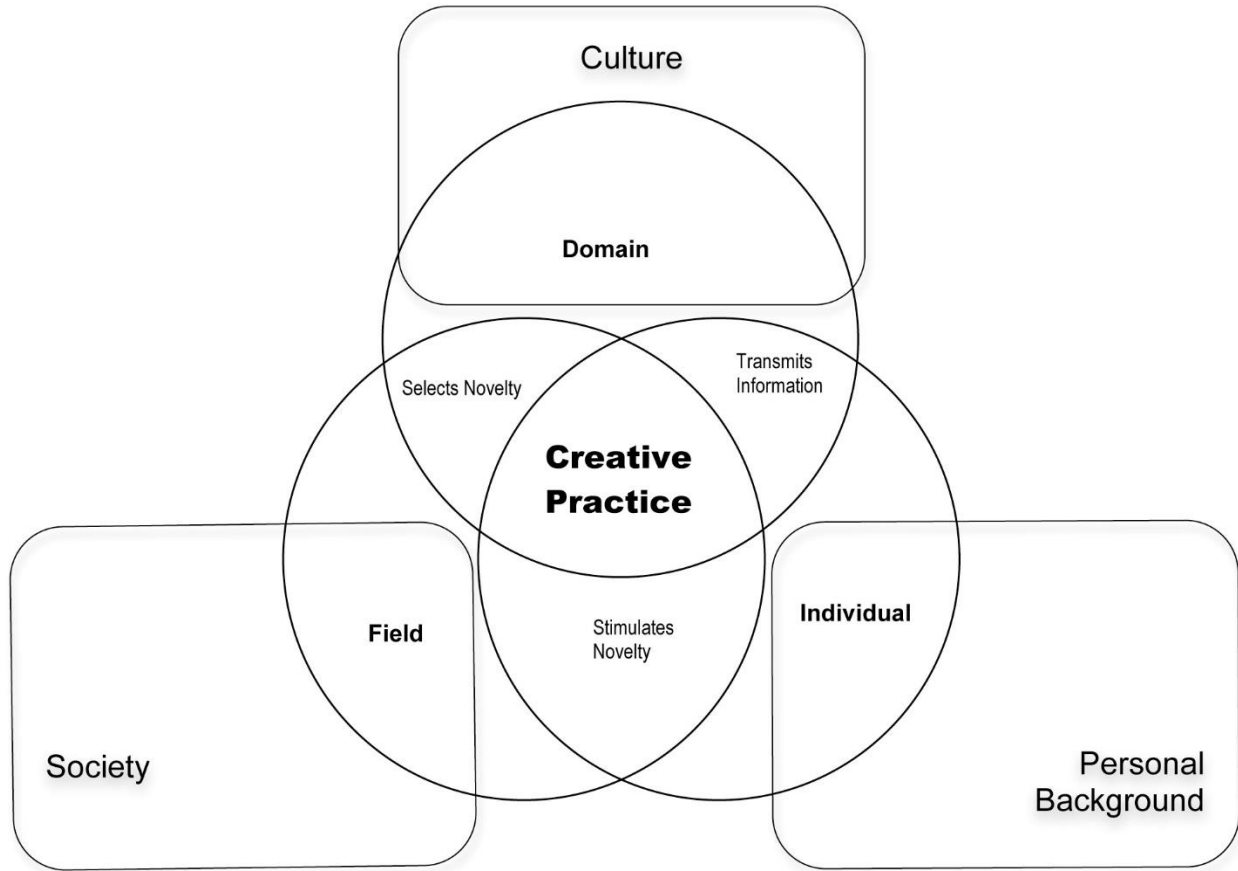 Culture
Domain
Selects Novelty
Transmits
Information
Creative
Practice
Field
Stimulates
Novelty
Individual
Society
Personal
Background